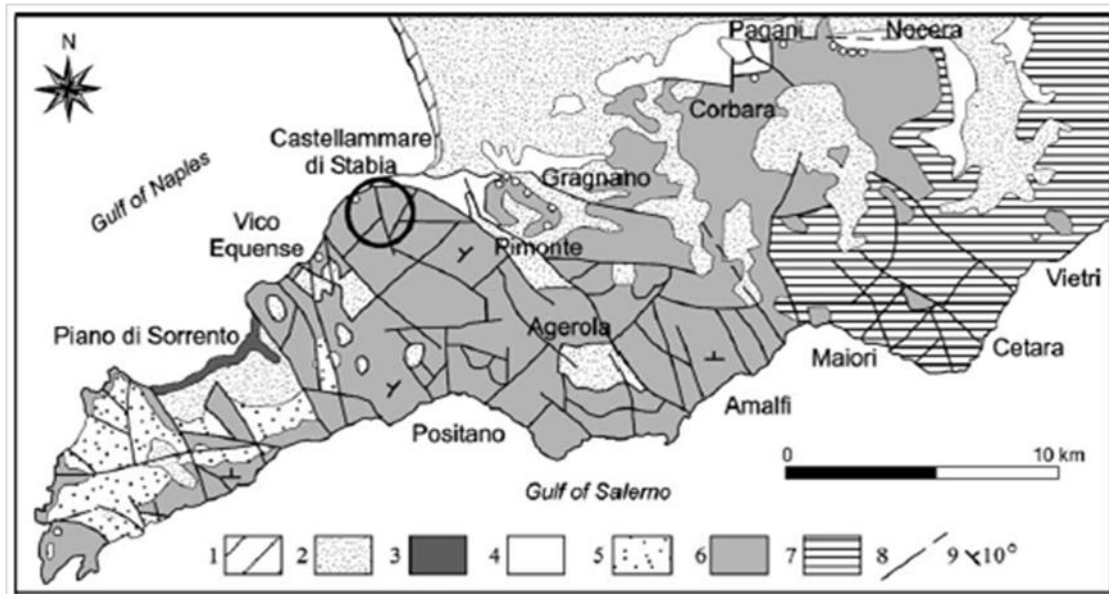 Pagani
Nocera
N
Corbara
Castellammare
di Stabia
Gulf of Naples
Gragnano
Vico
Equense
Pimonte
Vietri
Piano di Sorrento
Agerola
Maiori
Cetara
Amalfi
Positano
0 10 km
Gulf of Salerno
1 2 3 4 5 6 7 8 9 10°